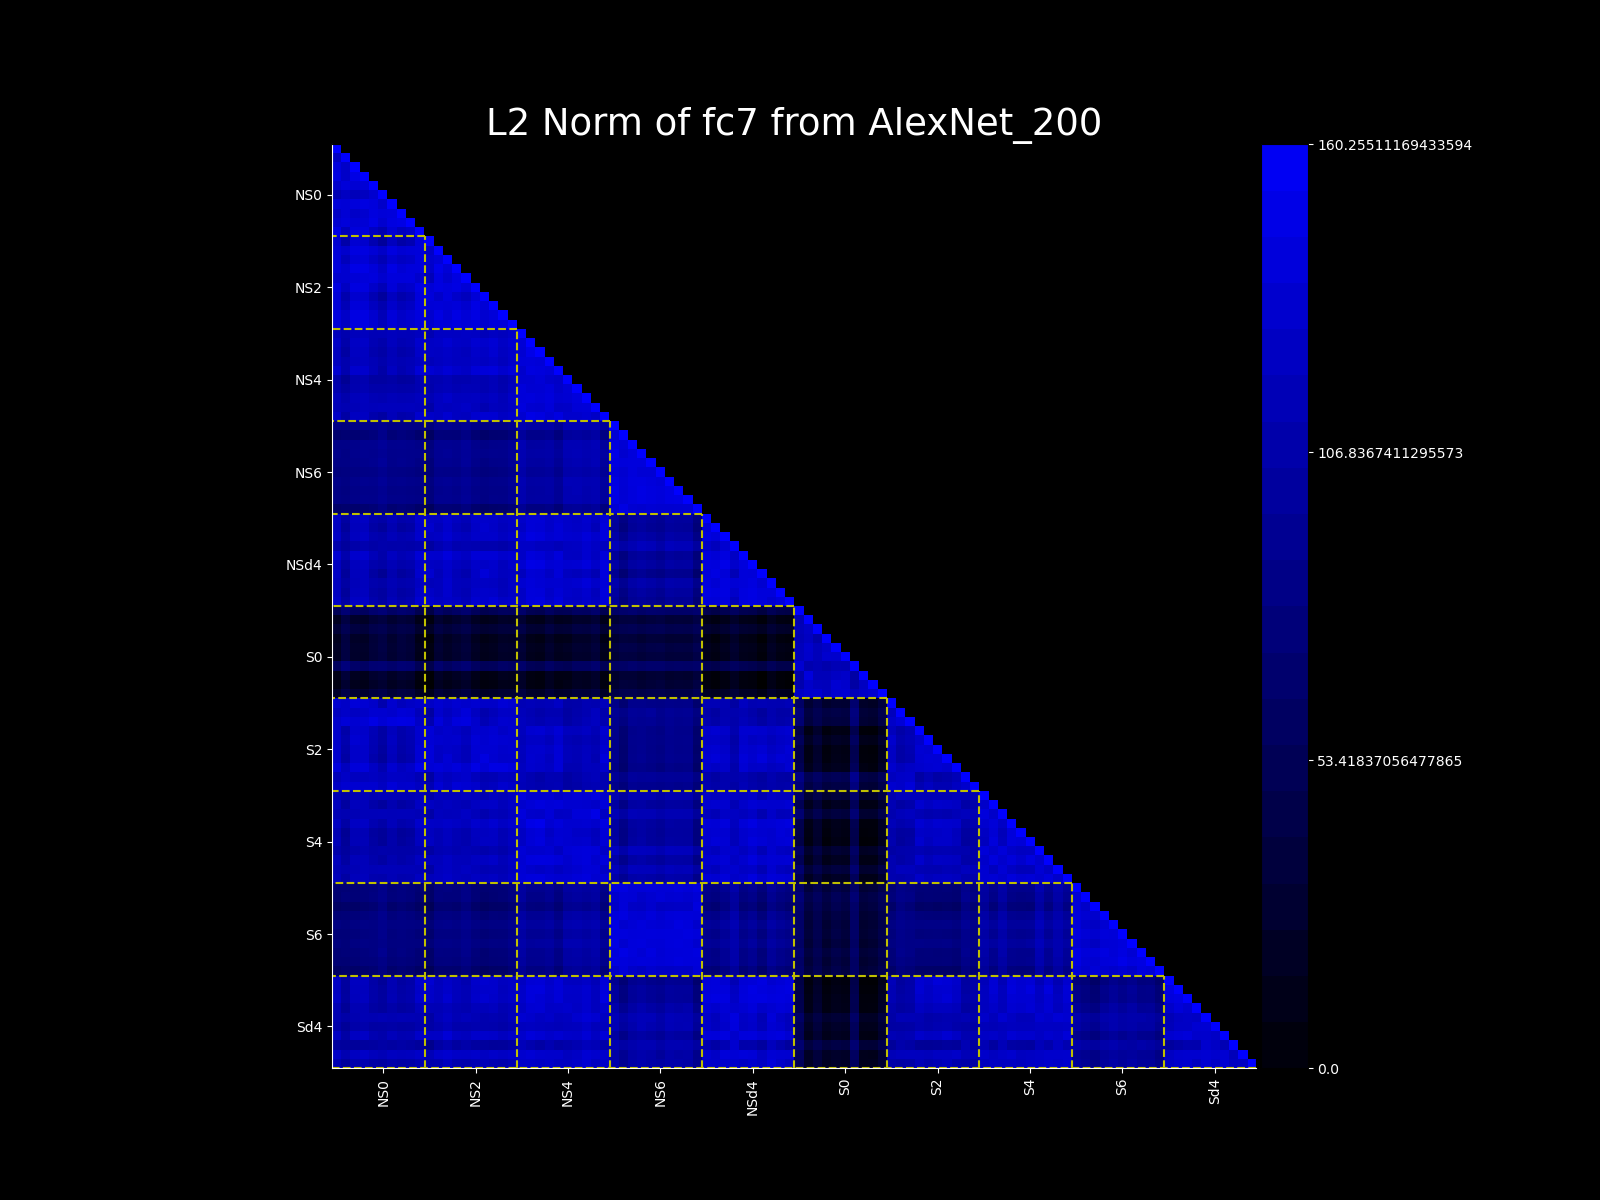 L2 Norm of fc7 from AlexNet_200
NS0
NS2
NS4
NS6
NSd4
S0
S2
S4
S6
Sd4
NS0
NS2
NS4
NS6
NSd4
S0
S2
S4
S6
Sd4
160.25511169433594
106.8367411295573
53.41837056477865
0.0